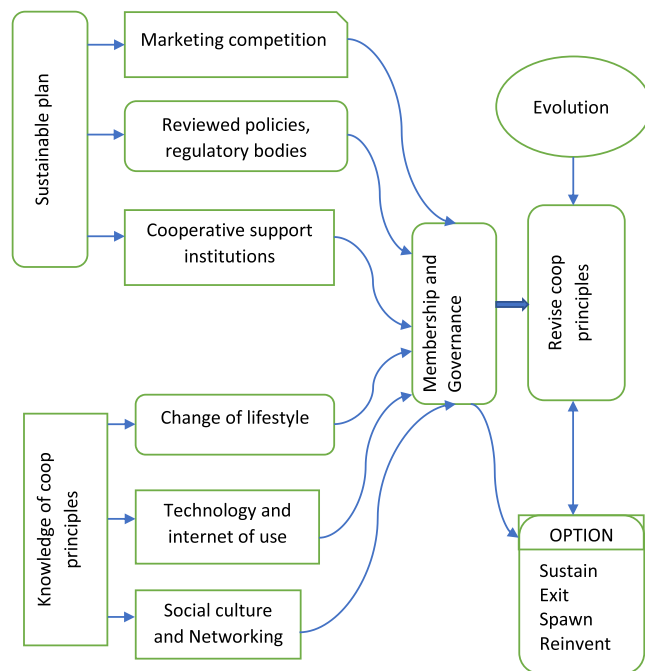 Sustainable plan
Marketing competition
Reviewed policies,
regulatory bodies
Cooperative support
institutions
Knowledge of coop
principles
Change of lifestyle
Technology and
internet of use
Social culture
and Networking
Membership and
Governance
Evolution
Revise coop
principles
OPTION
Sustain
Exit
Spawn
Reinvent